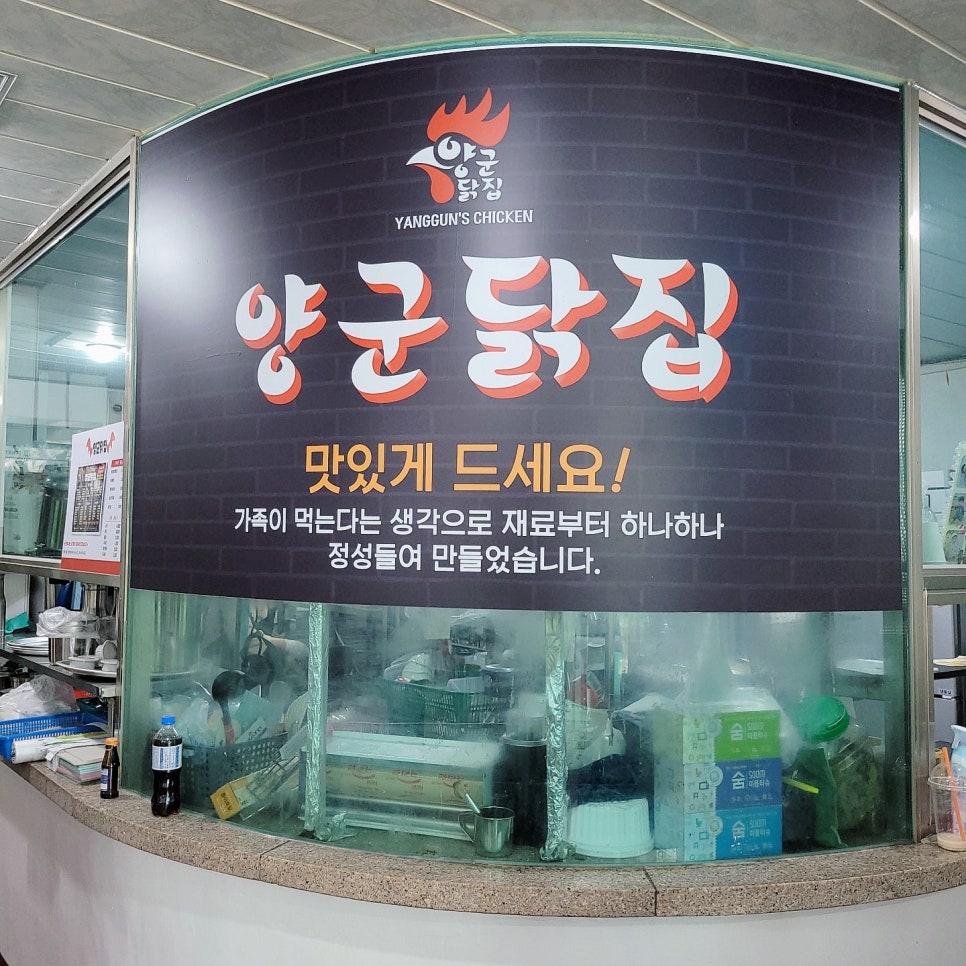 양군
닭집
YANGGUN'S CHICKEN
양군닭집
맛있게 드세요!
가족이 먹는다는 생각으로 재료부터 하나하나
정성들여 만들었습니다.
숨
숨
숨